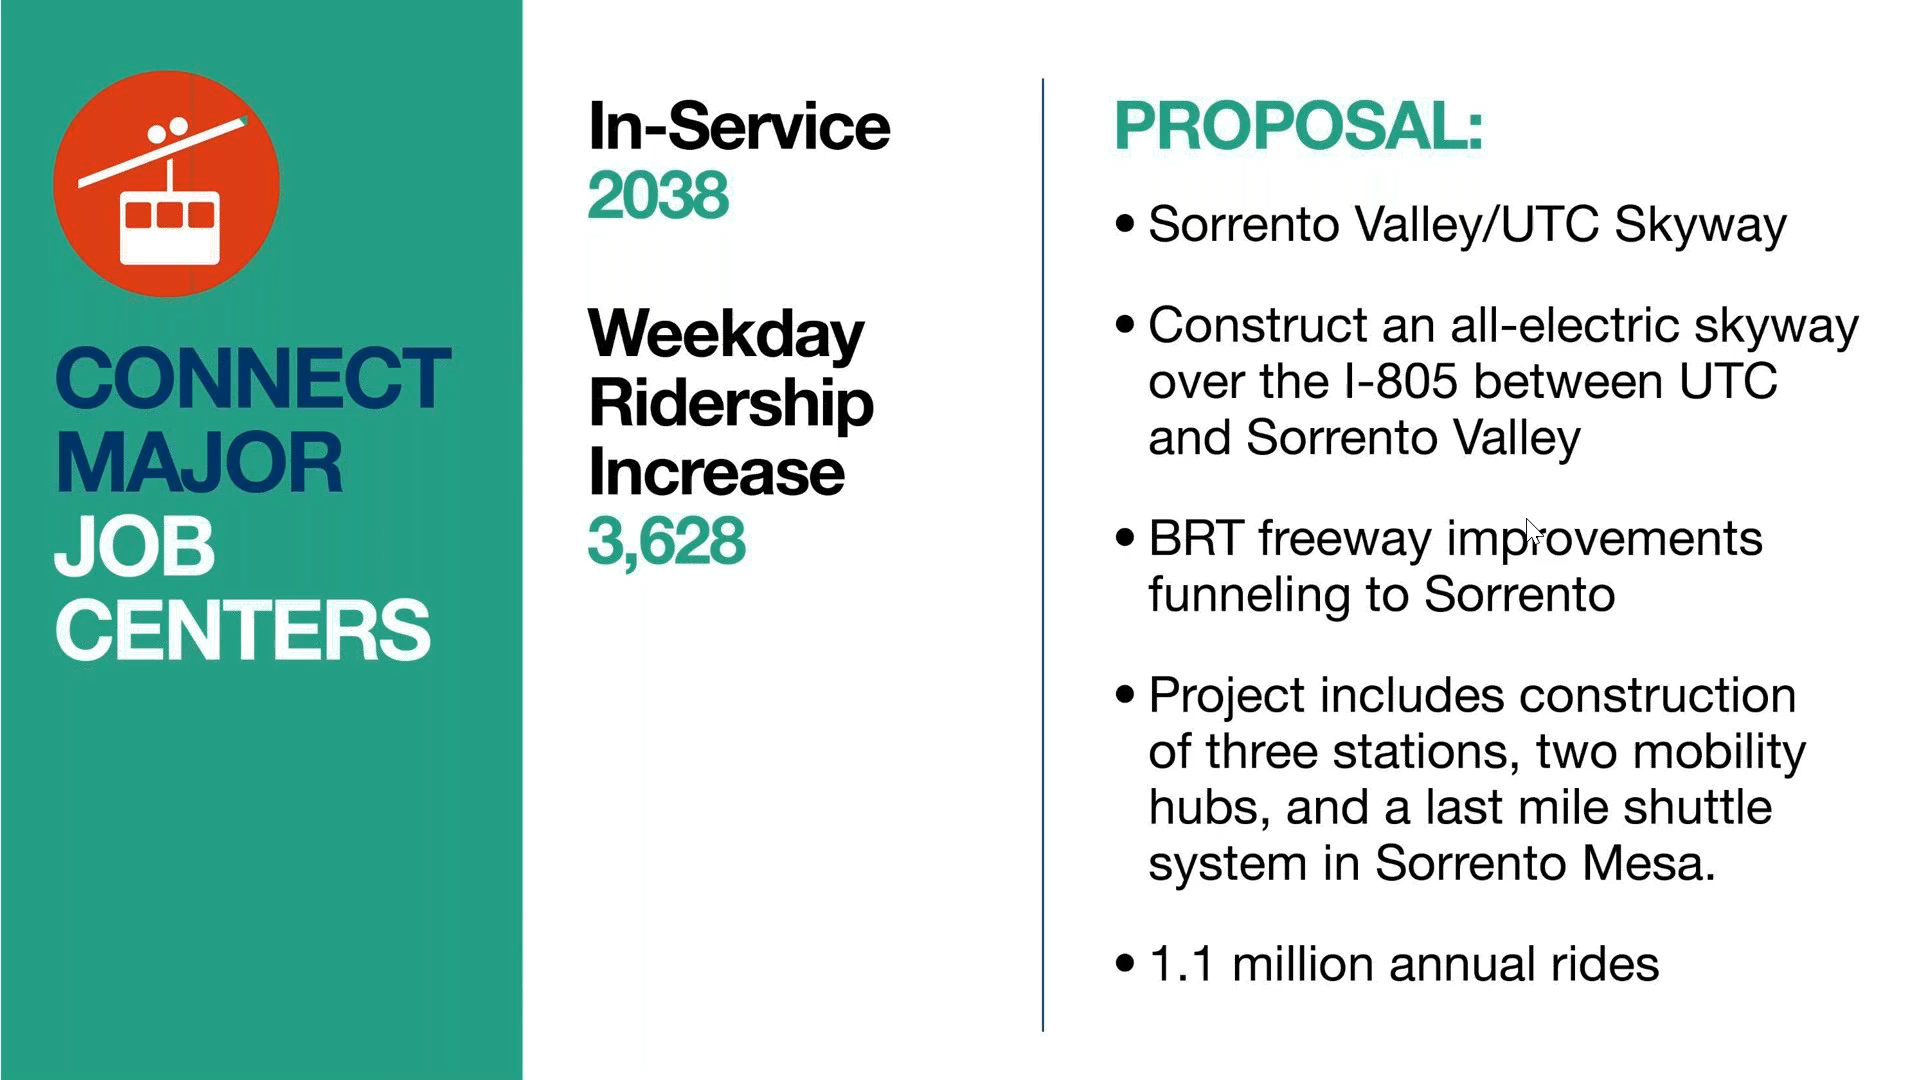 CONNECT
MAJOR
JOB
CENTERS
In-Service
2038
Weekday
Ridership
Increase
3,628
PROPOSAL:
• Sorrento Valley/UTC Skyway
• Construct an all-electric skyway
over the I-805 between UTC
and Sorrento Valley
• BRT freeway improvements
funneling to Sorrento
• Project includes construction
of three stations, two mobility
hubs, and a last mile shuttle
system in Sorrento Mesa.
• 1.1 million annual rides